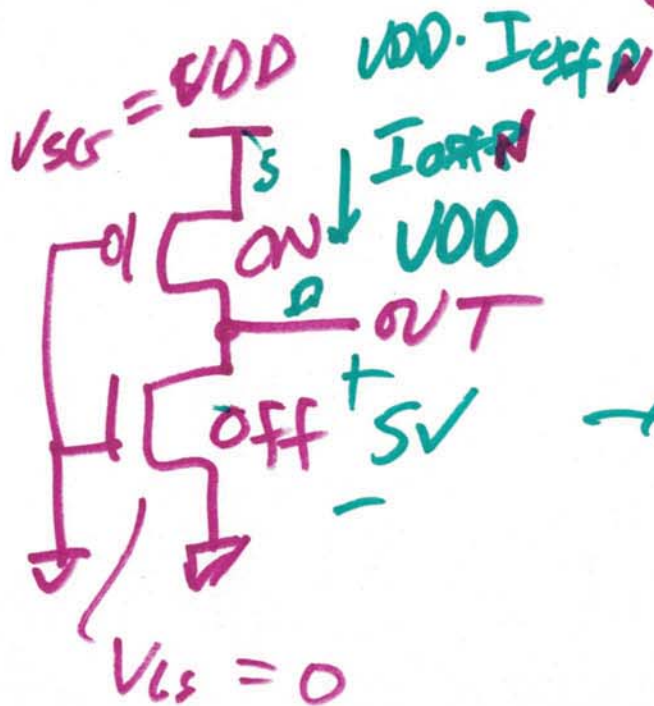 VDD VDD · IoffN
VSG = IoffN
S
ON VDD
D OUT
+
OFF 5V
-
VGS = 0